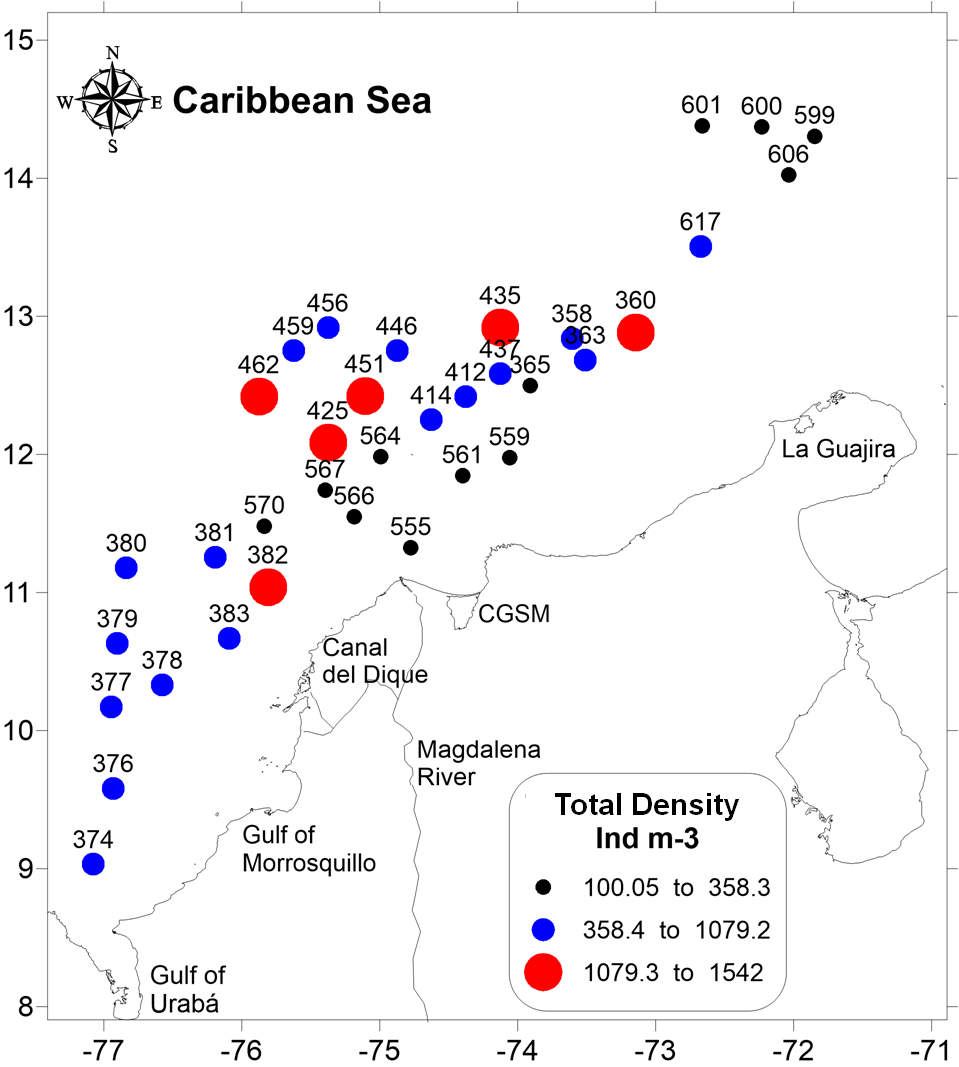 15
N
W
E
S
Caribbean Sea
601
600
599
14
606
617
13
456
435
360
459
446
358
363
462
451
437
365
412
414
425
12
564
559
La Guajira
567
561
566
570
555
380
381
382
11
379
383
CGSM
Canal
del Dique
378
377
10
376
Magdalena
River
374
Gulf of
Morrosquillo
9
Total Density
Ind m-3
100.05 to 358.3
358.4 to 1079.2
1079.3 to 1542
Gulf of
Urabá
8
-77
-76
-75
-74
-73
-72
-71